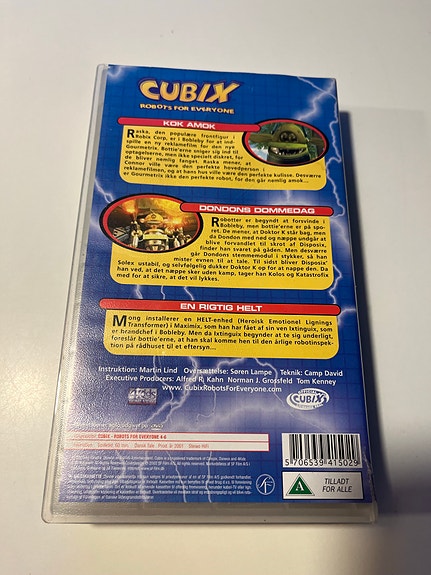 CUBIX
ROBOTS FOR EVERYONE
KOK AMOK
Raska, den populære frontfigur i
Robix Corp, er i Bobleby for at ind-
spille en ny reklamefilm for den nye
Gourmetrix. Bottie'erne sniger sig ind til
optagelserne, men ikke specielt diskret, for
de bliver nemlig fanget. Raska mener, at
Connor ville være den perfekte hovedperson i
reklamefilmen, og at hans hul ville være den perfekte kulisse. Desværre
er Gourmetrix ikke den perfekte robot, for den går nemlig amok...
DONDONS DOMMEDAG
Robotter er begyndt at forsvinde i
Bobleby, men bottie'erne er på spo-
ret. De mener, at Doktor K står bag, men
da Dondon med ned og næppe undgår at
blive forvandlet til skrot af Disposix,
finder han svaret på gåden. Men desværre
går Dondons stemmemodul i stykker, så han
mister evnen til at tale. Til sidst bliver Disposix'
Solex ustabil, og selvfølgelig dukker Doktor K op for at nappe den. Da
han ved, at det næppe sker uden kamp, tager han Kolos og Katastrofix
med for at sikre, at det vil lykkes.
EN RIGTIG HELT
Mong installerer en HELT-enhed (Heroisk Emotionel Lignings
Transformer) i Maximix, som han har fået af sin ven Ixtinguix, som
er brandchef i Bobleby. Men da Ixtinguix begynder at te sig underligt,
foreslår bottie'erne, at han skal komme hen til den årlige robotinspek-
tion på rådhuset til et eftersyn...
Instruktion: Martin Lind Oversættelse: Søren Lampe Teknik: Camp David
Executive Producers: Alfred R. Kahn Norman J. Grossfeld Tom Kenney
www.CubixRobotsForEveryone.com
4KIDS
CUBIX
CUBIX - ROBOTS FOR EVERYONE 4-6
5 706539 415029
A
TILLADT
FOR ALLE